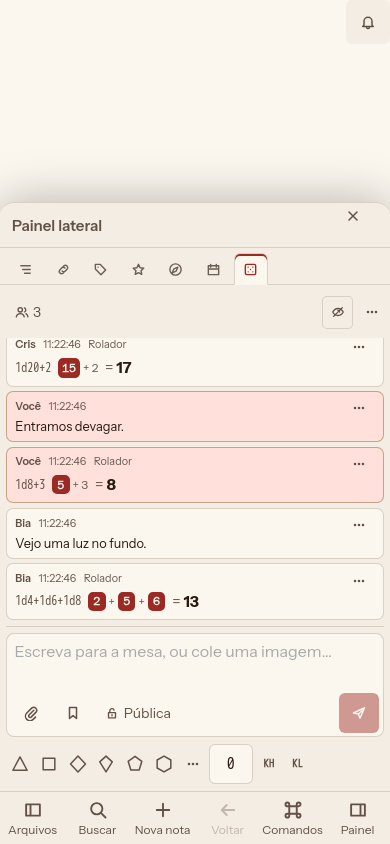 Painel lateral
3
Cris 11:22:46 Rolador
1d20+2 15 + 2 = 17
Você 11:22:46
Entramos devagar.
Você 11:22:46 Rolador
1d8+3 5 + 3 = 8
Bia 11:22:46
Vejo uma luz no fundo.
Bia 11:22:46 Rolador
1d4+1d6+1d8 2 + 5 + 6 = 13
Escreva para a mesa, ou cole uma imagem...
Pública
0 KH KL
Arquivos Buscar Nova nota Voltar Comandos Painel